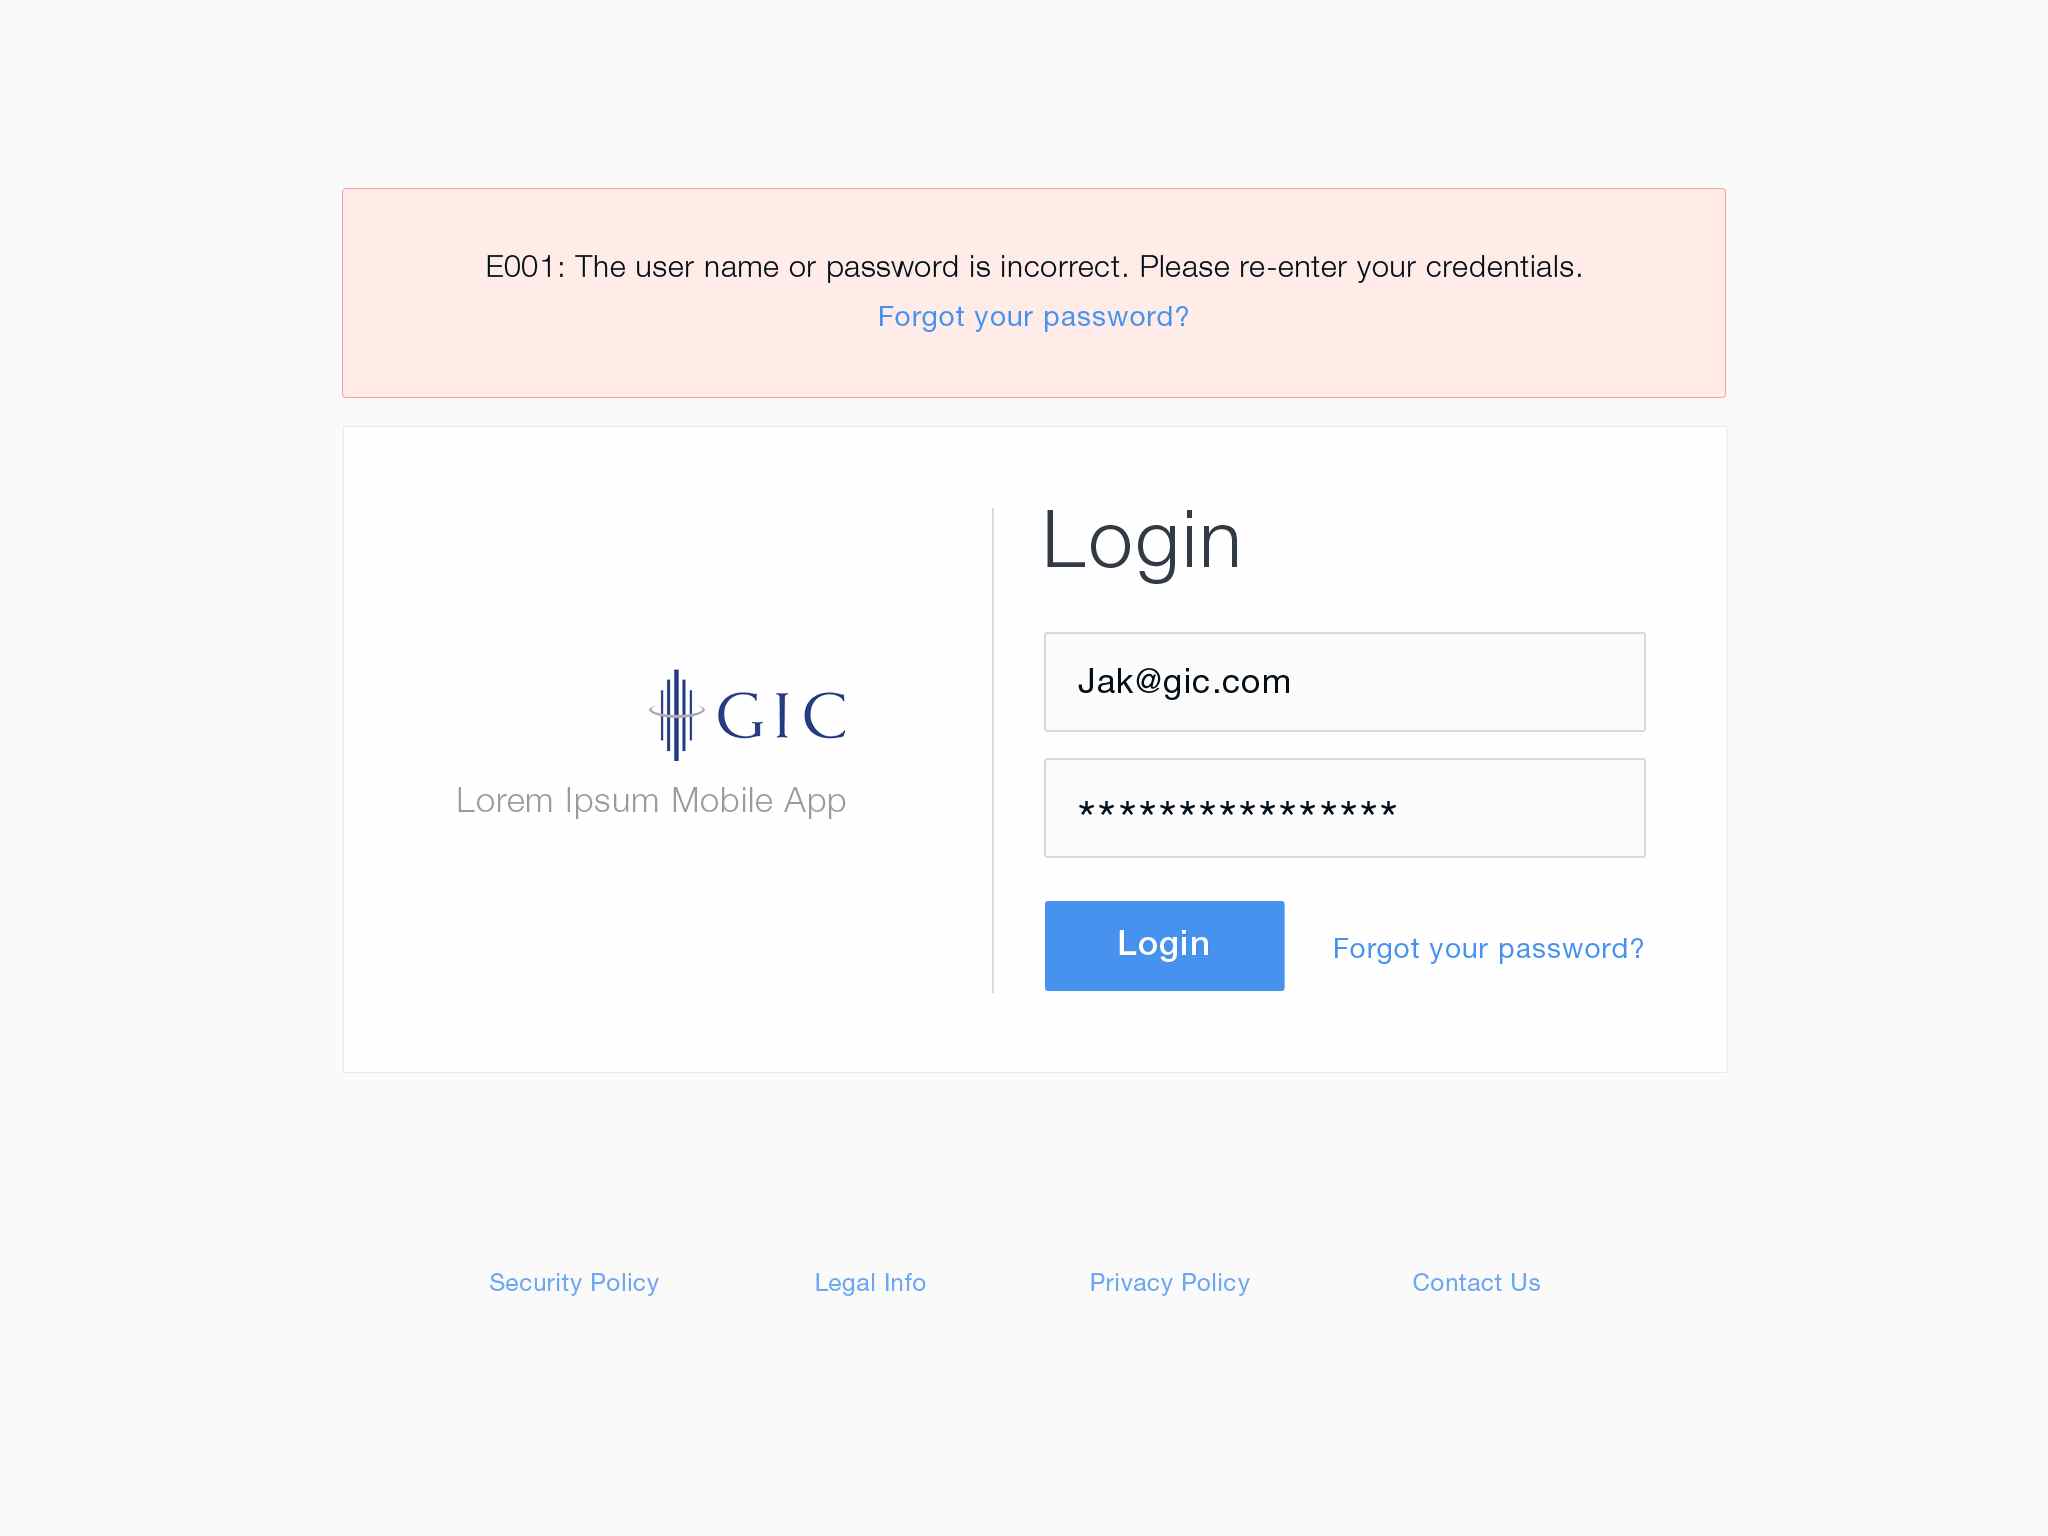 E001: The user name or password is incorrect. Please re-enter your credentials.
Forgot your password?
GIC
Lorem Ipsum Mobile App
Login
Jak@gic.com
****************
Login
Forgot your password?
Security Policy
Legal Info
Privacy Policy
Contact Us